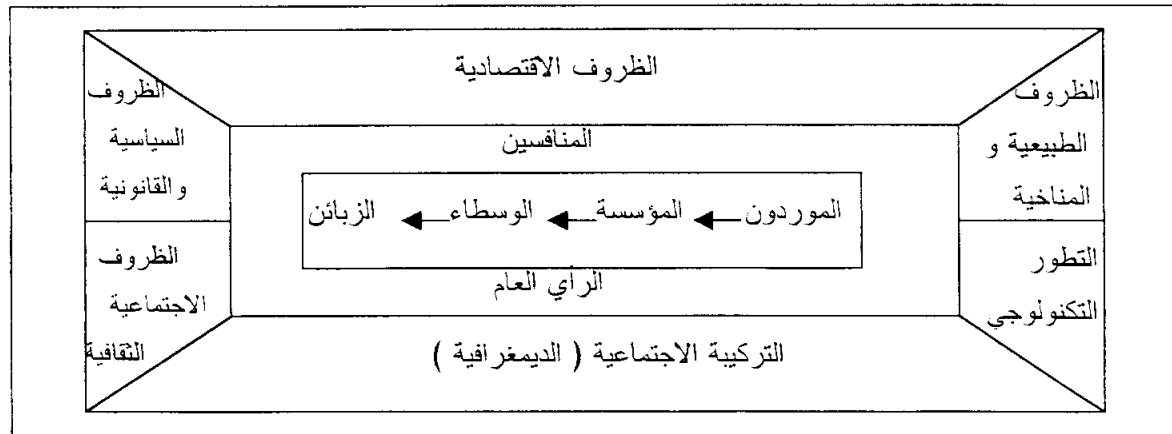 الظروف الاقتصادية
الظروف
الطبيعية و
المناخية
الظروف
السياسية
والقانونية
المنافسين
الموردون المؤسسة الوسطاء الزبائن
الرأي العام
التطور
التكنولوجي
الظروف
الاجتماعية
الثقافية
التركيبة الاجتماعية ( الديمغرافية )